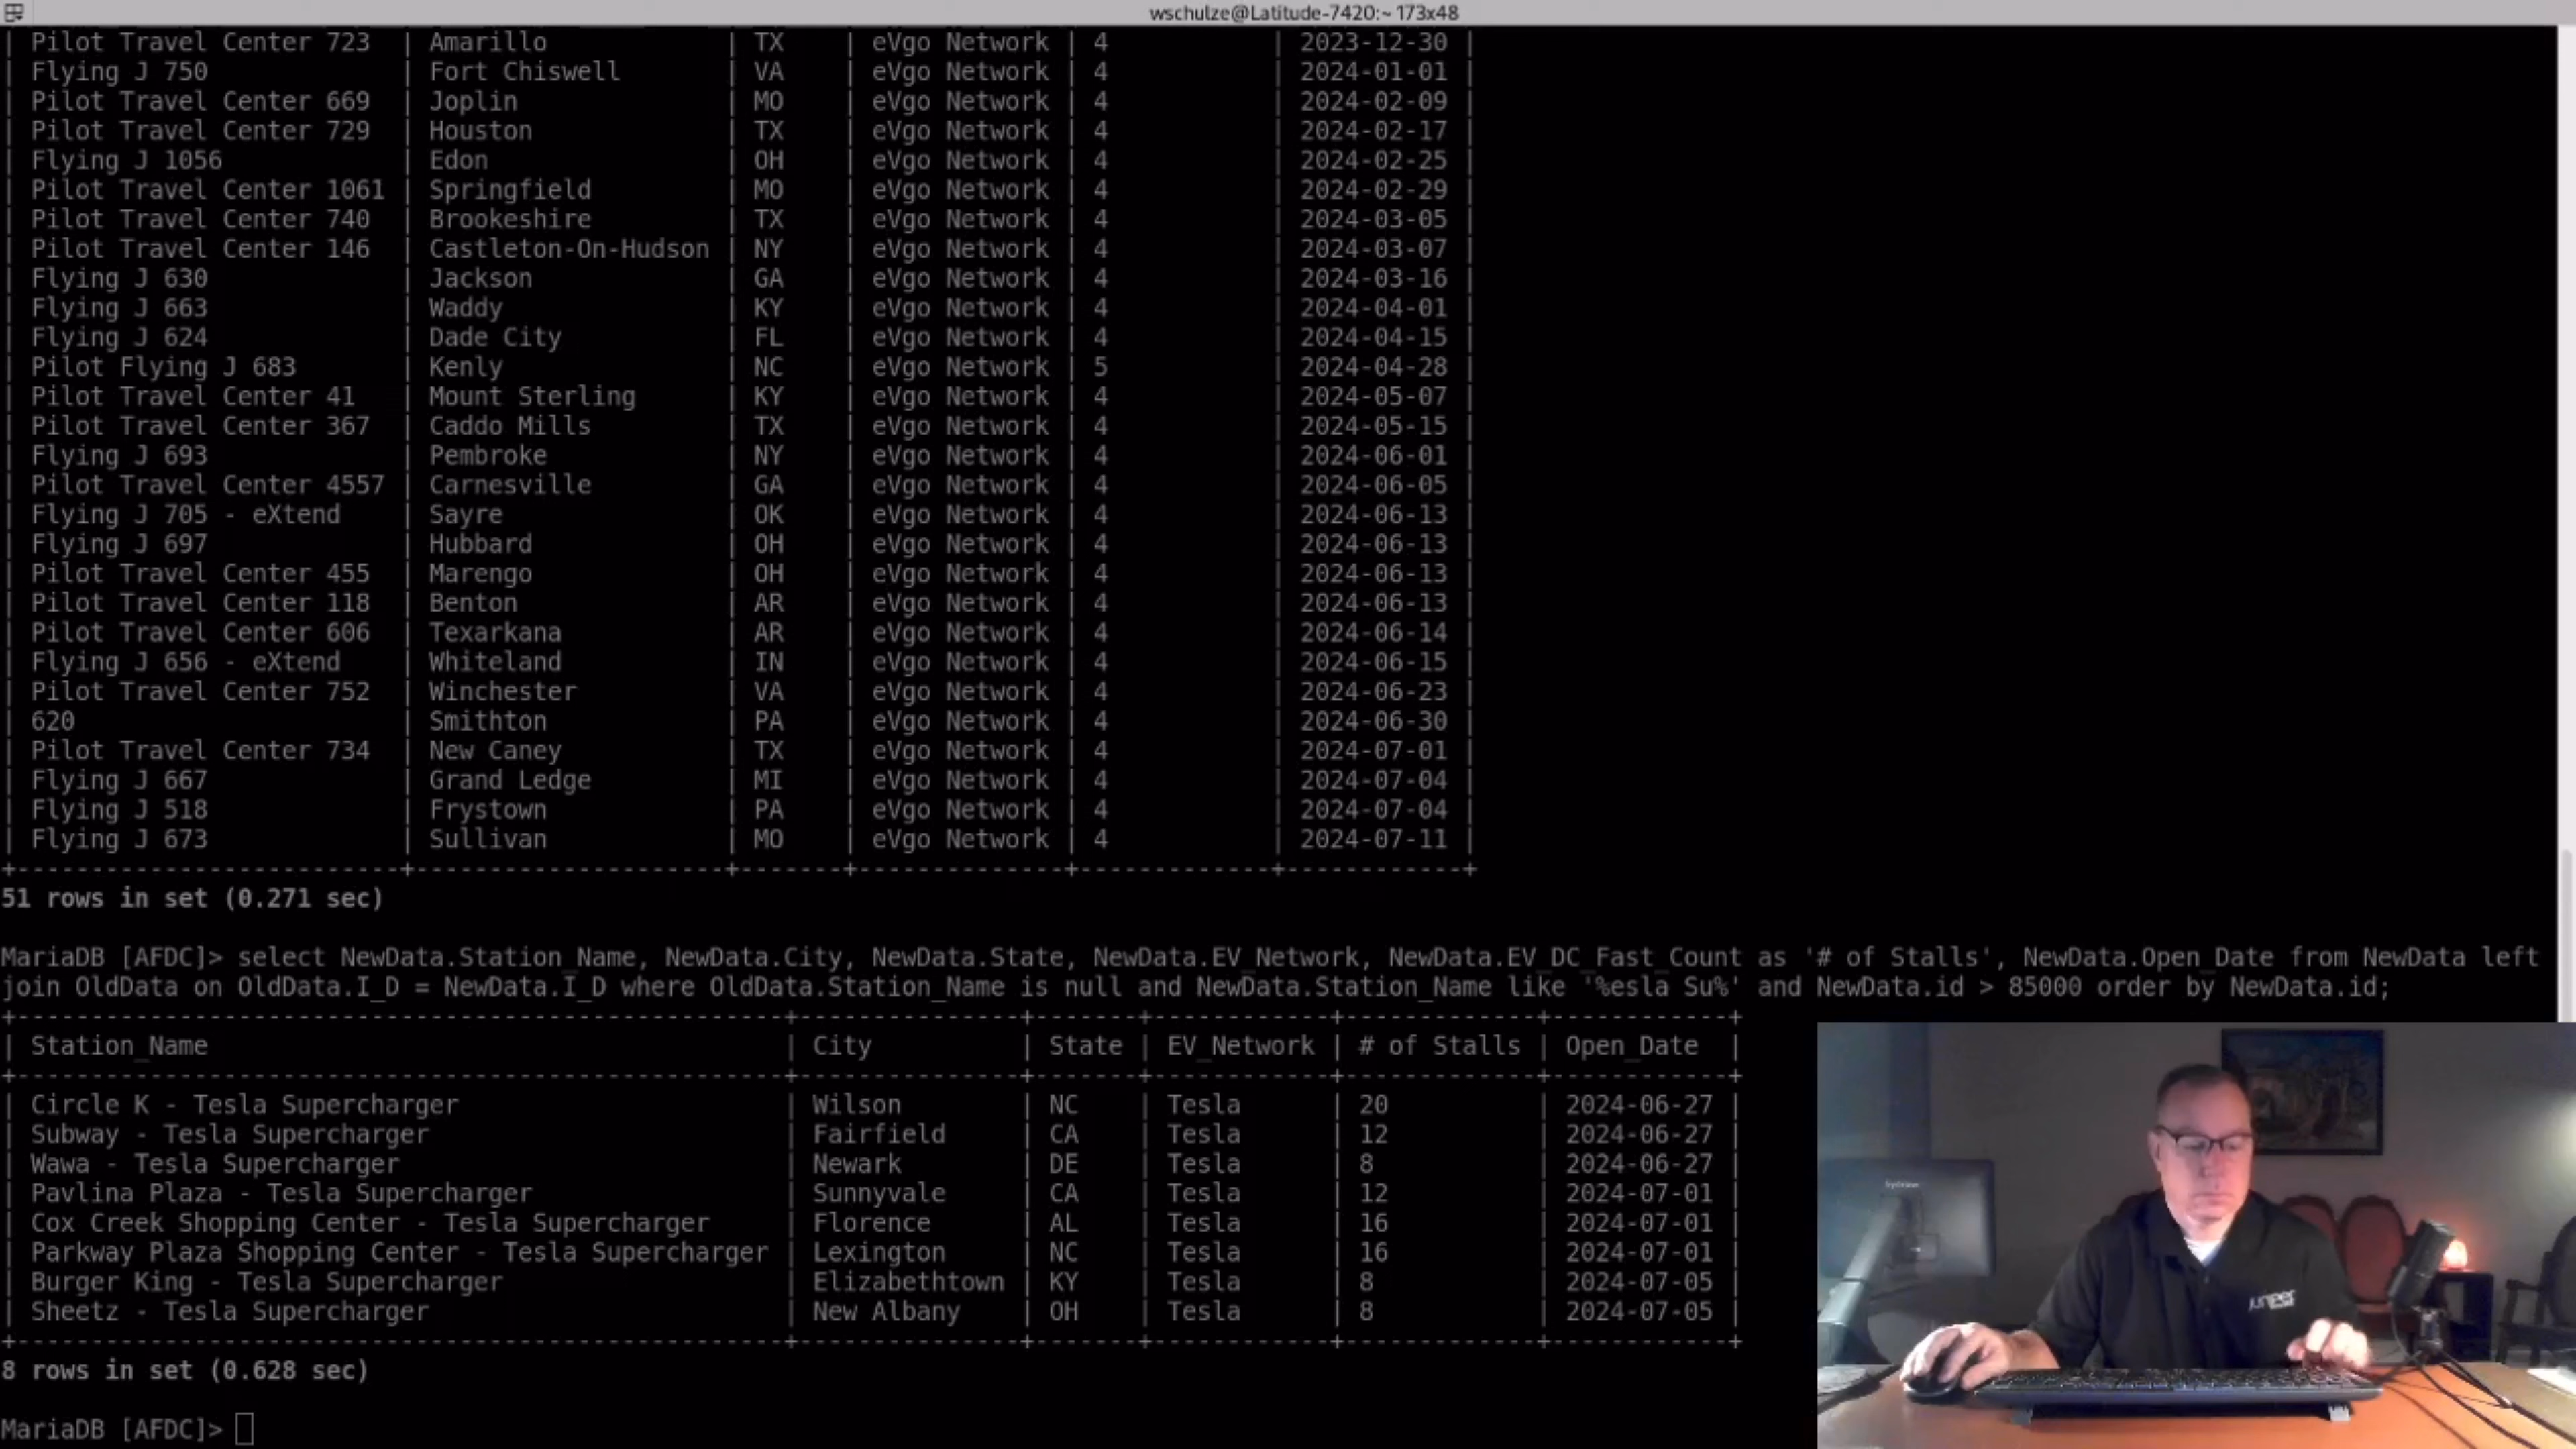 wschulze@Latitude-7420:~ 173x48
| Pilot Travel Center 723 | Amarillo | TX | eVgo Network | 4 | 2023-12-30 |
| Flying J 750 | Fort Chiswell | VA | eVgo Network | 4 | 2024-01-01 |
| Pilot Travel Center 669 | Joplin | MO | eVgo Network | 4 | 2024-02-09 |
| Pilot Travel Center 729 | Houston | TX | eVgo Network | 4 | 2024-02-17 |
| Flying J 1056 | Edon | OH | eVgo Network | 4 | 2024-02-25 |
| Pilot Travel Center 1061 | Springfield | MO | eVgo Network | 4 | 2024-02-29 |
| Pilot Travel Center 740 | Brookeshire | TX | eVgo Network | 4 | 2024-03-05 |
| Pilot Travel Center 146 | Castleton-On-Hudson | NY | eVgo Network | 4 | 2024-03-07 |
| Flying J 630 | Jackson | GA | eVgo Network | 4 | 2024-03-16 |
| Flying J 663 | Waddy | KY | eVgo Network | 4 | 2024-04-01 |
| Flying J 624 | Dade City | FL | eVgo Network | 4 | 2024-04-15 |
| Pilot Flying J 683 | Kenly | NC | eVgo Network | 5 | 2024-04-28 |
| Pilot Travel Center 41 | Mount Sterling | KY | eVgo Network | 4 | 2024-05-07 |
| Pilot Travel Center 367 | Caddo Mills | TX | eVgo Network | 4 | 2024-05-15 |
| Flying J 693 | Pembroke | NY | eVgo Network | 4 | 2024-06-01 |
| Pilot Travel Center 4557 | Carnesville | GA | eVgo Network | 4 | 2024-06-05 |
| Flying J 705 - eXtend | Sayre | OK | eVgo Network | 4 | 2024-06-13 |
| Flying J 697 | Hubbard | OH | eVgo Network | 4 | 2024-06-13 |
| Pilot Travel Center 455 | Marengo | OH | eVgo Network | 4 | 2024-06-13 |
| Pilot Travel Center 118 | Benton | AR | eVgo Network | 4 | 2024-06-13 |
| Pilot Travel Center 606 | Texarkana | AR | eVgo Network | 4 | 2024-06-14 |
| Flying J 656 - eXtend | Whiteland | IN | eVgo Network | 4 | 2024-06-15 |
| Pilot Travel Center 752 | Winchester | VA | eVgo Network | 4 | 2024-06-23 |
| 620 | Smithton | PA | eVgo Network | 4 | 2024-06-30 |
| Pilot Travel Center 734 | New Caney | TX | eVgo Network | 4 | 2024-07-01 |
| Flying J 667 | Grand Ledge | MI | eVgo Network | 4 | 2024-07-04 |
| Flying J 518 | Frystown | PA | eVgo Network | 4 | 2024-07-04 |
| Flying J 673 | Sullivan | MO | eVgo Network | 4 | 2024-07-11 |
51 rows in set (0.271 sec)
MariaDB [AFDC]> select NewData.Station_Name, NewData.City, NewData.State, NewData.EV_Network, NewData.EV_DC_Fast_Count as '# of Stalls', NewData.Open_Date from NewData left
join OldData on OldData.I_D = NewData.I_D where OldData.Station_Name is null and NewData.Station_Name like '%esla Su%' and NewData.id > 85000 order by NewData.id;
| Station_Name | City | State | EV_Network | # of Stalls | Open_Date |
| Circle K - Tesla Supercharger | Wilson | NC | Tesla | 20 | 2024-06-27 |
| Subway - Tesla Supercharger | Fairfield | CA | Tesla | 12 | 2024-06-27 |
| Wawa - Tesla Supercharger | Newark | DE | Tesla | 8 | 2024-06-27 |
| Pavlina Plaza - Tesla Supercharger | Sunnyvale | CA | Tesla | 12 | 2024-07-01 |
| Cox Creek Shopping Center - Tesla Supercharger | Florence | AL | Tesla | 16 | 2024-07-01 |
| Parkway Plaza Shopping Center - Tesla Supercharger | Lexington | NC | Tesla | 16 | 2024-07-01 |
| Burger King - Tesla Supercharger | Elizabethtown | KY | Tesla | 8 | 2024-07-05 |
| Sheetz - Tesla Supercharger | New Albany | OH | Tesla | 8 | 2024-07-05 |
8 rows in set (0.628 sec)
MariaDB [AFDC]>